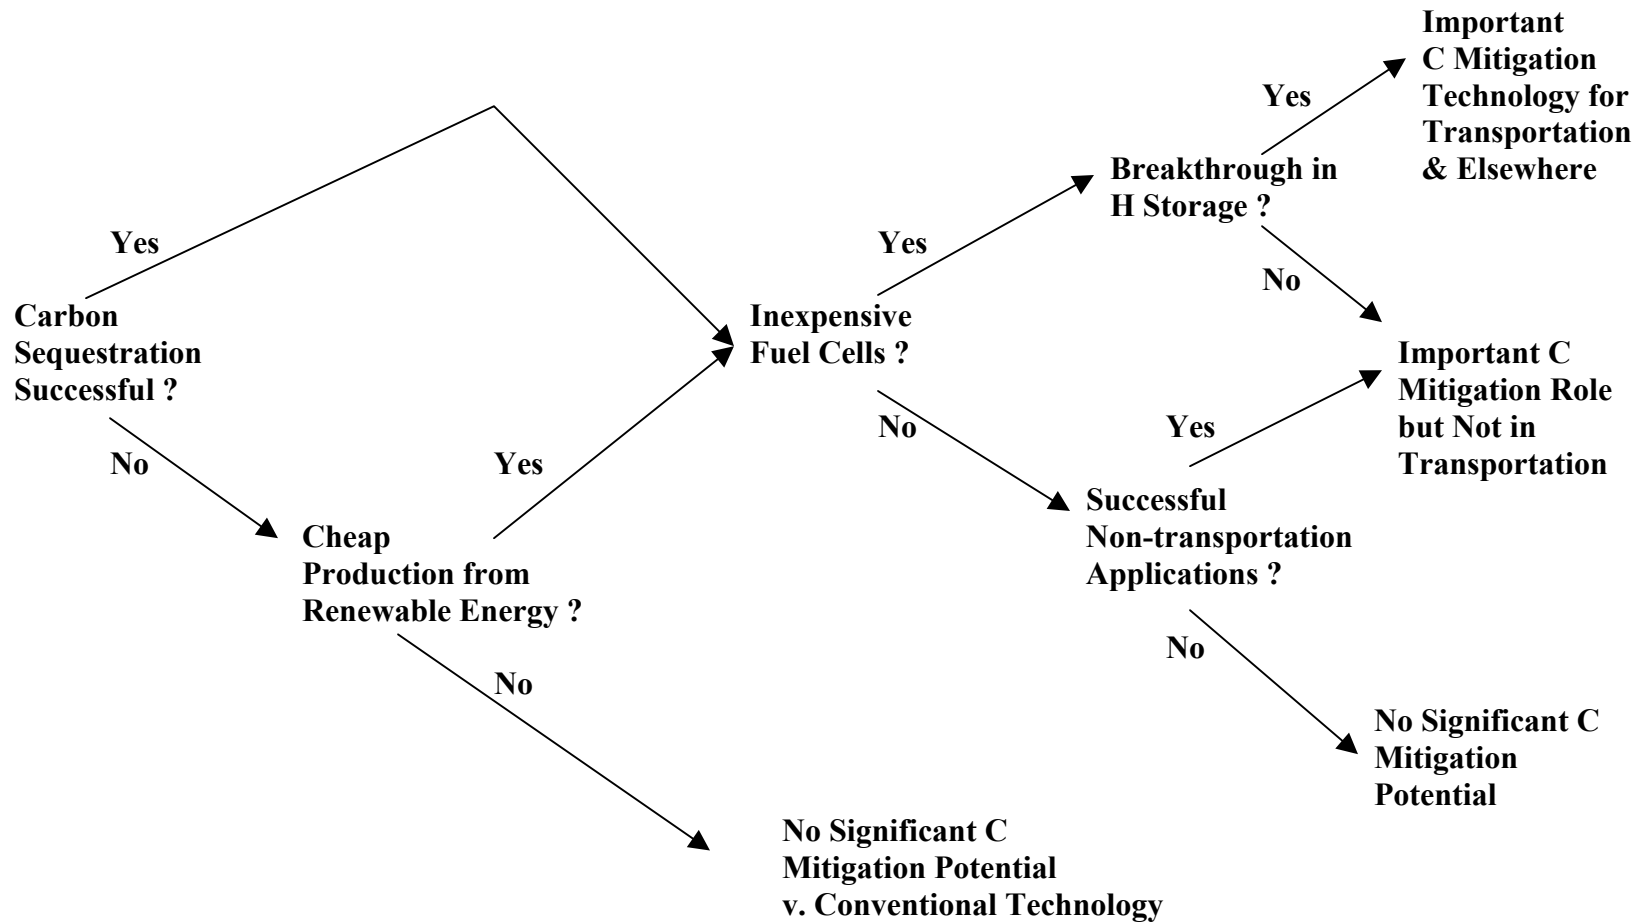 Important
C Mitigation
Technology for
Transportation
& Elsewhere
Yes
Breakthrough in
H Storage ?
Yes
Yes
No
Carbon
Sequestration
Successful ?
Inexpensive
Fuel Cells ?
Important C
Mitigation Role
but Not in
Transportation
No
Yes
No
Yes
Cheap
Production from
Renewable Energy ?
Successful
Non-transportation
Applications ?
No
No
No Significant C
Mitigation
Potential
No Significant C
Mitigation Potential
v. Conventional Technology